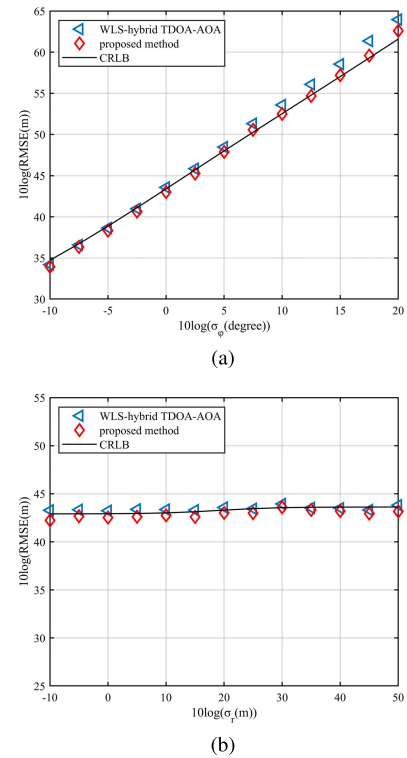 65
60
55
50
45
40
35
30
10log(RMSE(m))
WLS-hybrid TDOA-AOA
proposed method
CRLB
-10 -5 0 5 10 15 20
10log(σφ(degree))
(a)
55
50
45
40
35
30
25
10log(RMSE(m))
WLS-hybrid TDOA-AOA
proposed method
CRLB
-10 0 10 20 30 40 50
10log(σr(m))
(b)